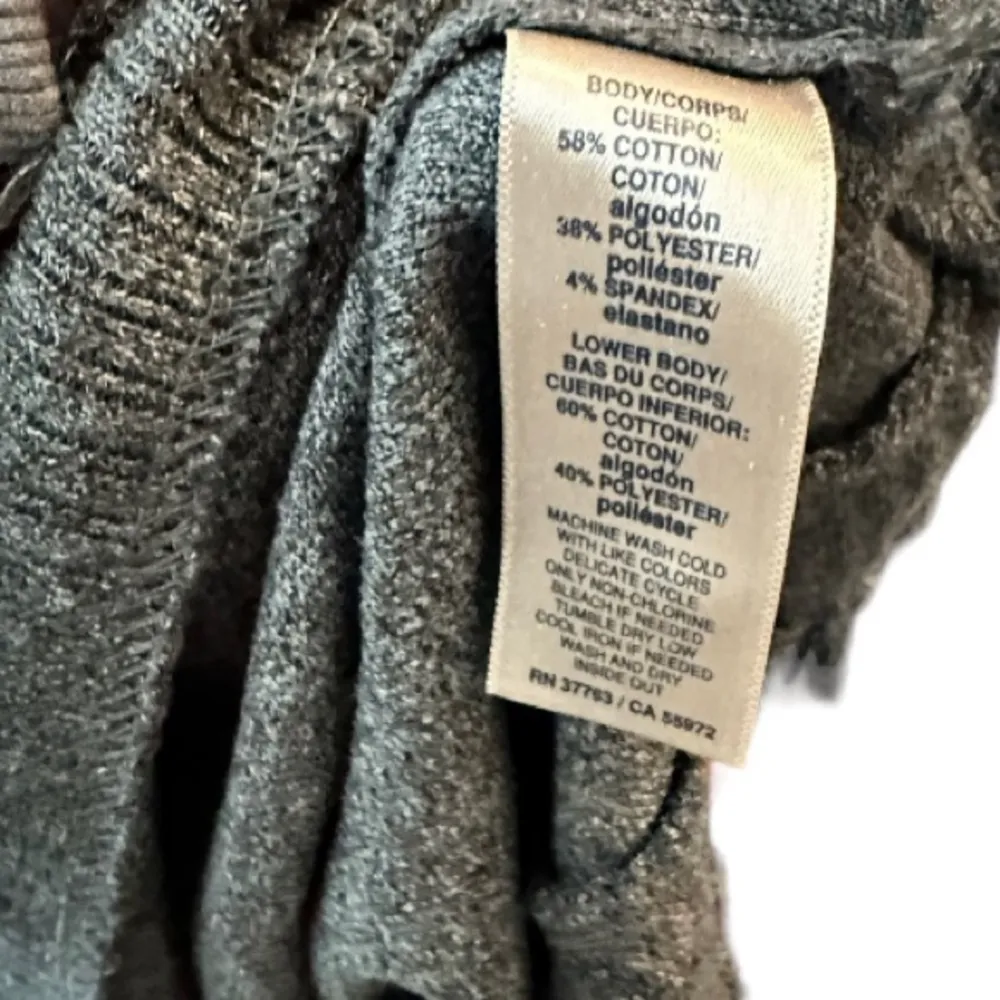 BODY/CORPS/
CUERPO:
58% COTTON/
COTON/
algodón
38% POLYESTER/
poliéster
4% SPANDEX/
elastano
LOWER BODY/
BAS DU CORPS/
CUERPO INFERIOR:
60% COTTON/
COTON/
algodón
40% POLYESTER/
poliéster
MACHINE WASH COLD
WITH LIKE COLORS
DELICATE CYCLE
ONLY NON-CHLORINE
BLEACH IF NEEDED
TUMBLE DRY LOW
COOL IRON IF NEEDED
WASH AND DRY
INSIDE OUT
RN 37763 / CA 55972